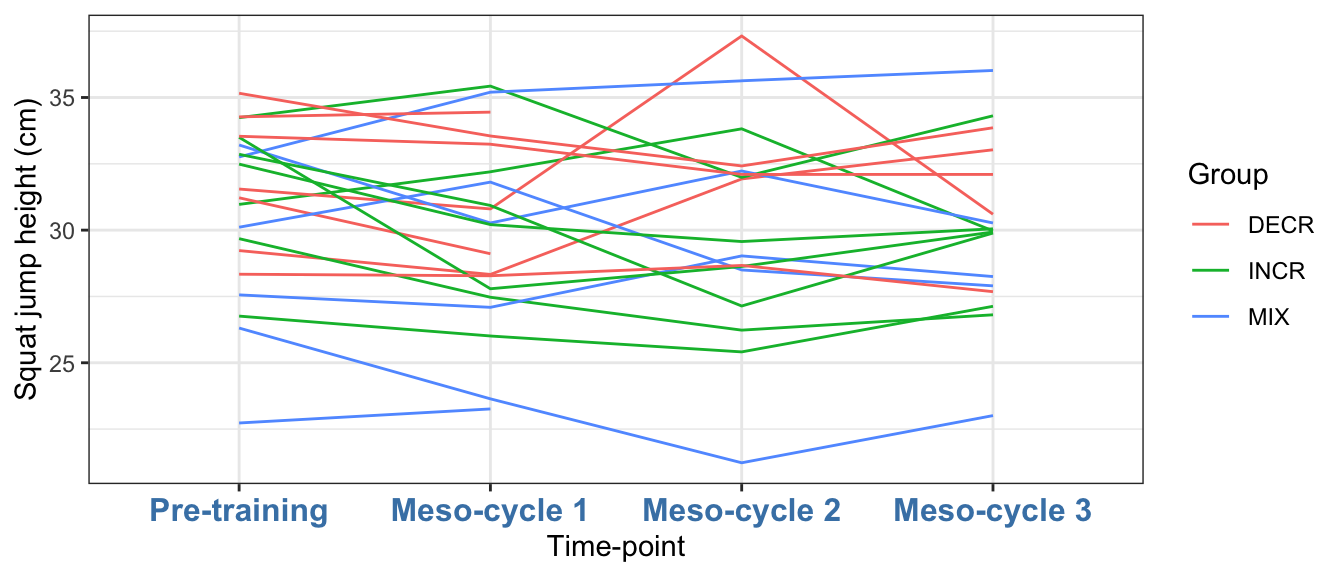 Squat jump height (cm)
35
30
25
Pre-training Meso-cycle 1 Meso-cycle 2 Meso-cycle 3
Time-point
Group
DECR
INCR
MIX